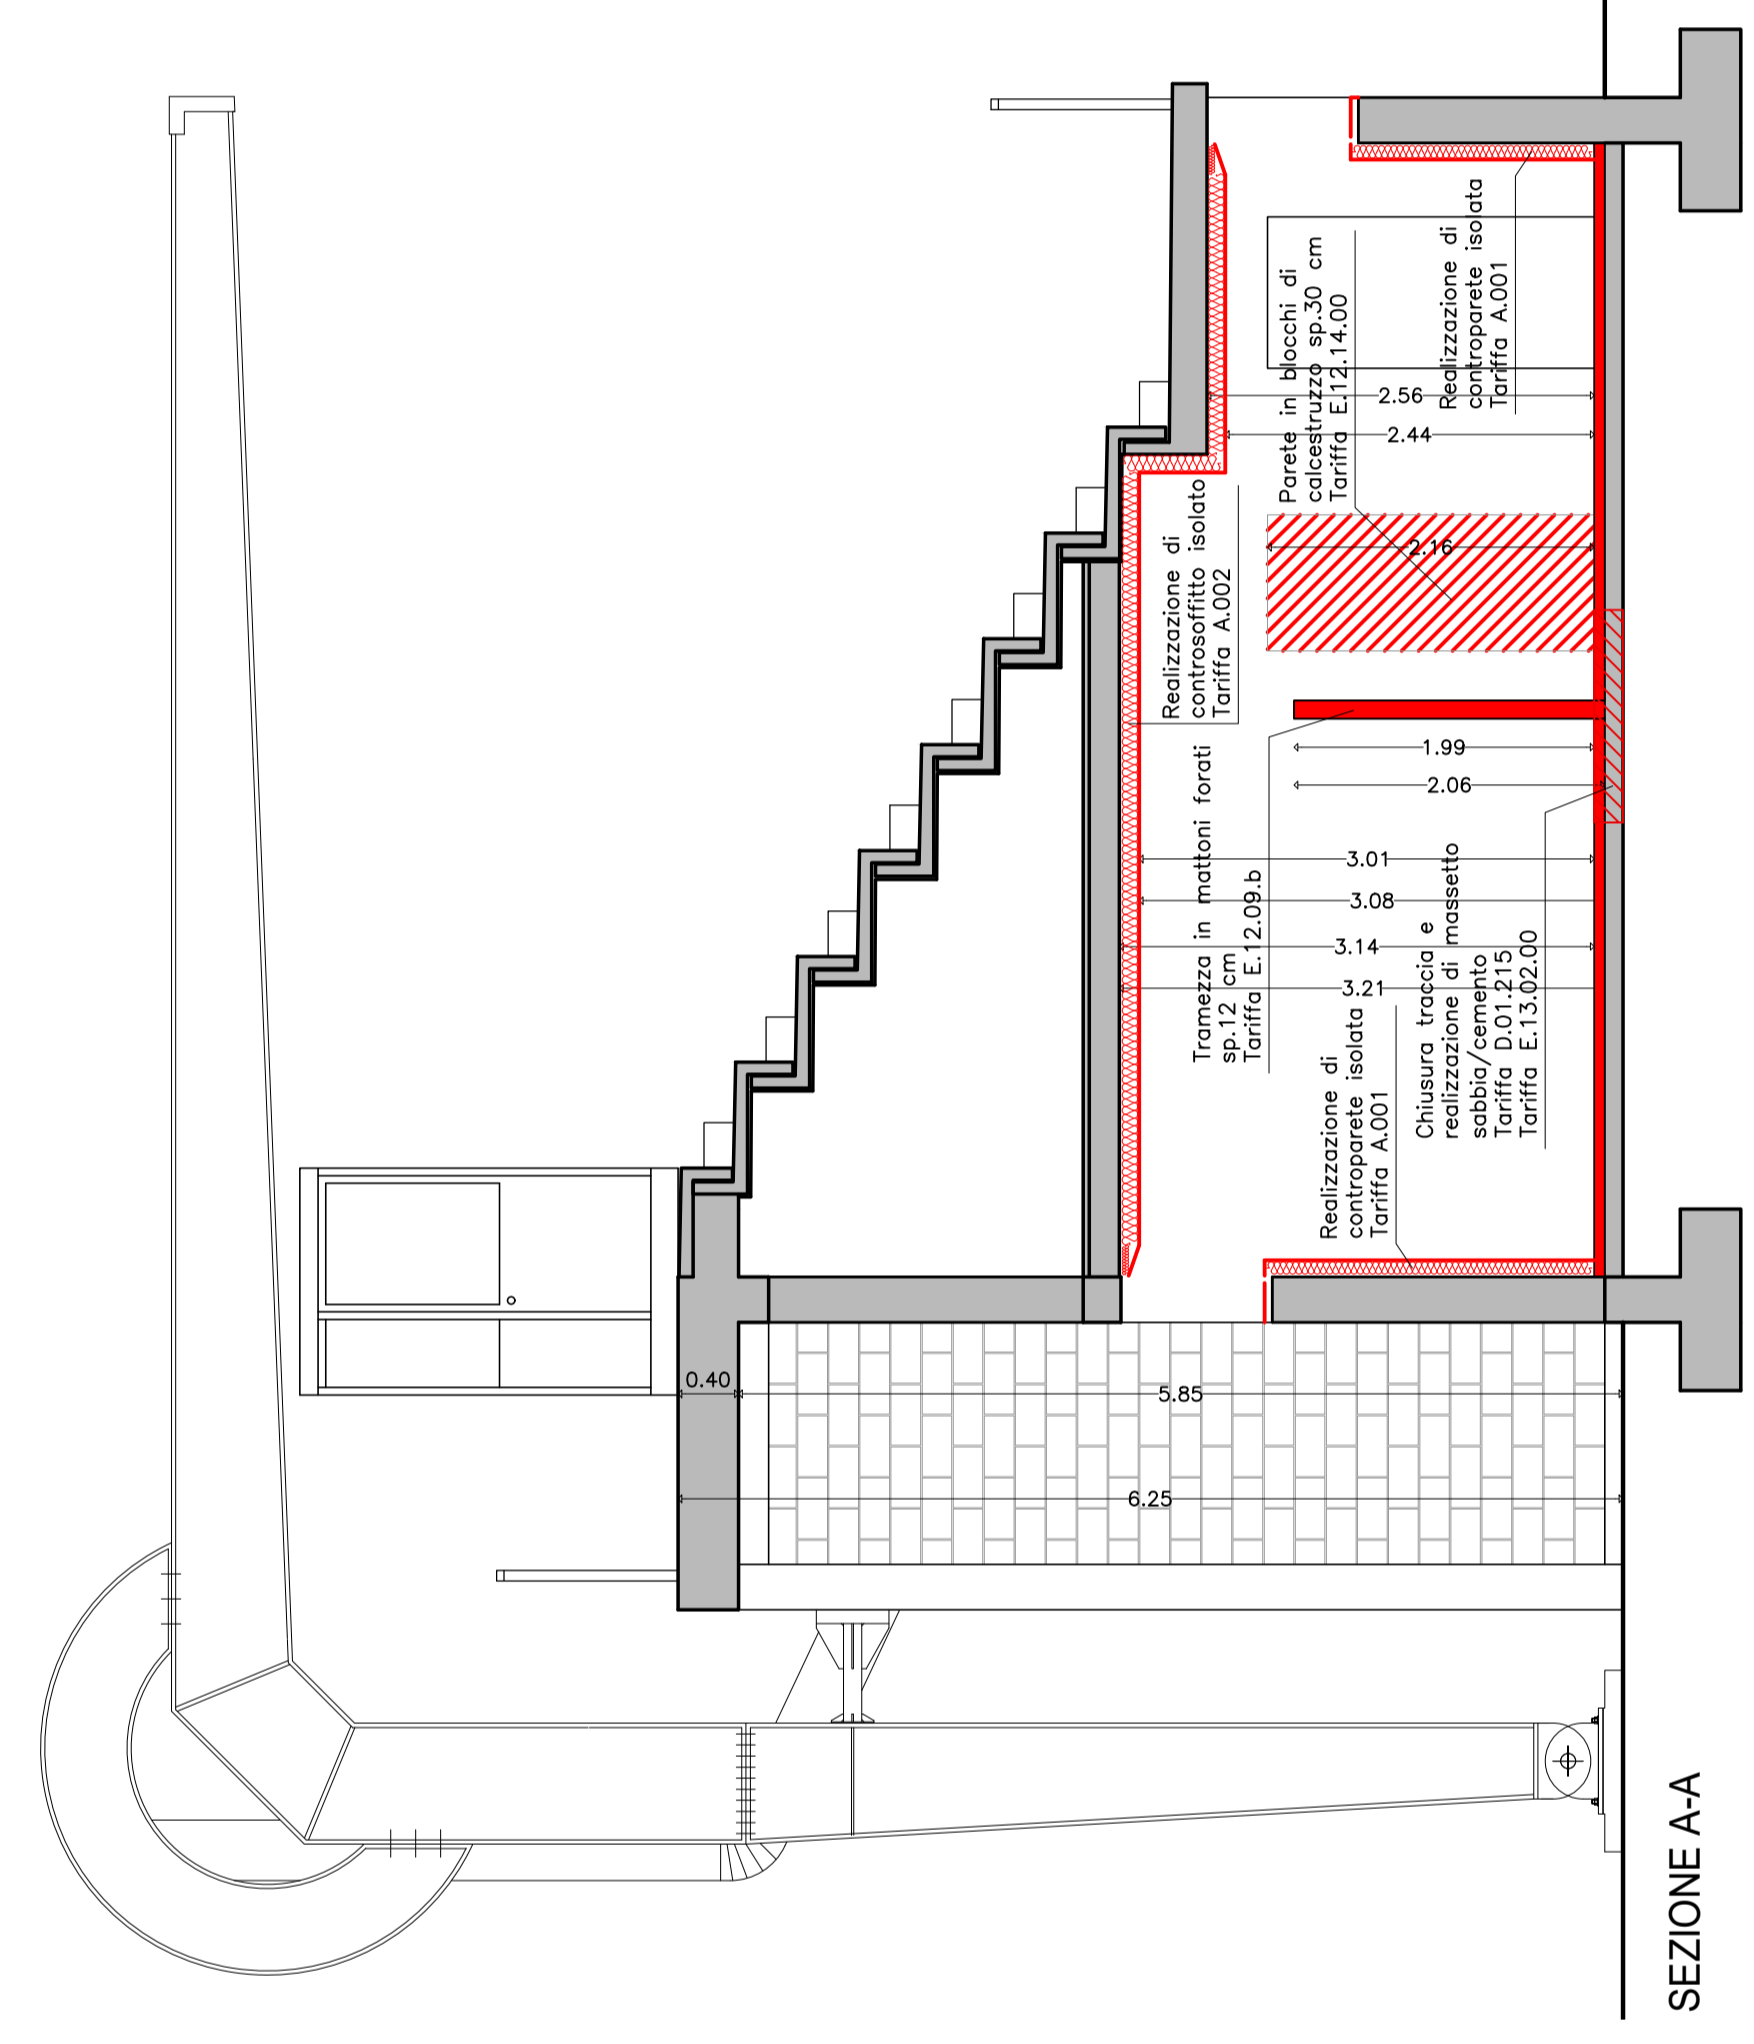 SEZIONE A-A
0.40
5.85
6.25
Realizzazione di
controparete isolata
Tariffa A.001
Chiusura traccia e
realizzazione di massetto
sabbia/cemento
Tariffa D.01.215
Tariffa E.13.02.00
Tramezza in mattoni forati
sp.12 cm
Tariffa E.12.09.b
3.21
3.14
3.08
3.01
2.06
1.99
Realizzazione di
controsoffitto isolato
Tariffa A.002
2.16
Parete in blocchi di
calcestruzzo sp.30 cm
Tariffa E.12.14.00
2.44
2.56
Realizzazione di
controparete isolata
Tariffa A.001